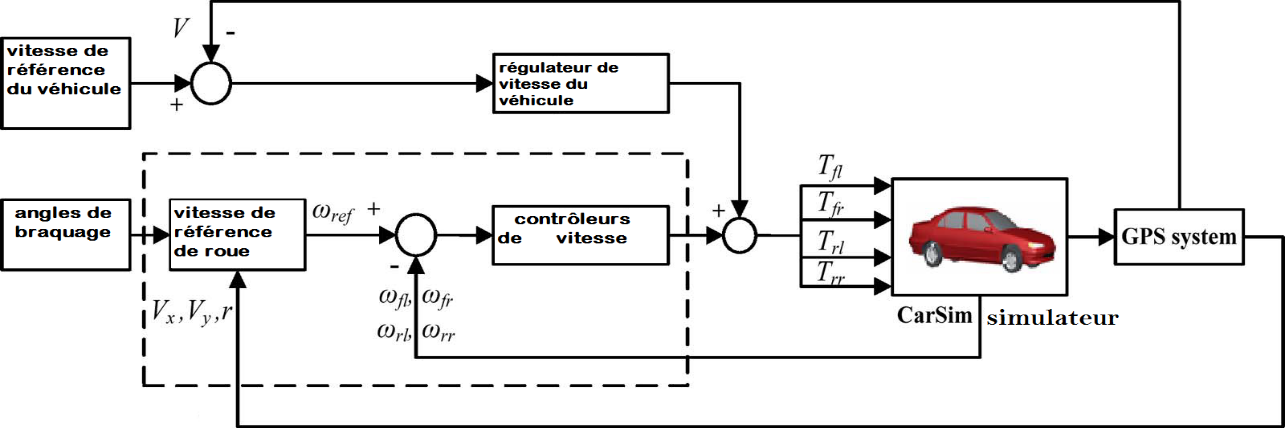 V
-
vitesse de
référence
du véhicule
+
régulateur de
vitesse du
véhicule
angles de
braquage
vitesse de
référence
de roue
ω_ref +
-
contrôleurs
de vitesse
+
T_fl
T_fr
T_rl
T_rr
GPS system
V_x, V_y, r
ω_fl, ω_fr
ω_rl, ω_rr
CarSim simulateur